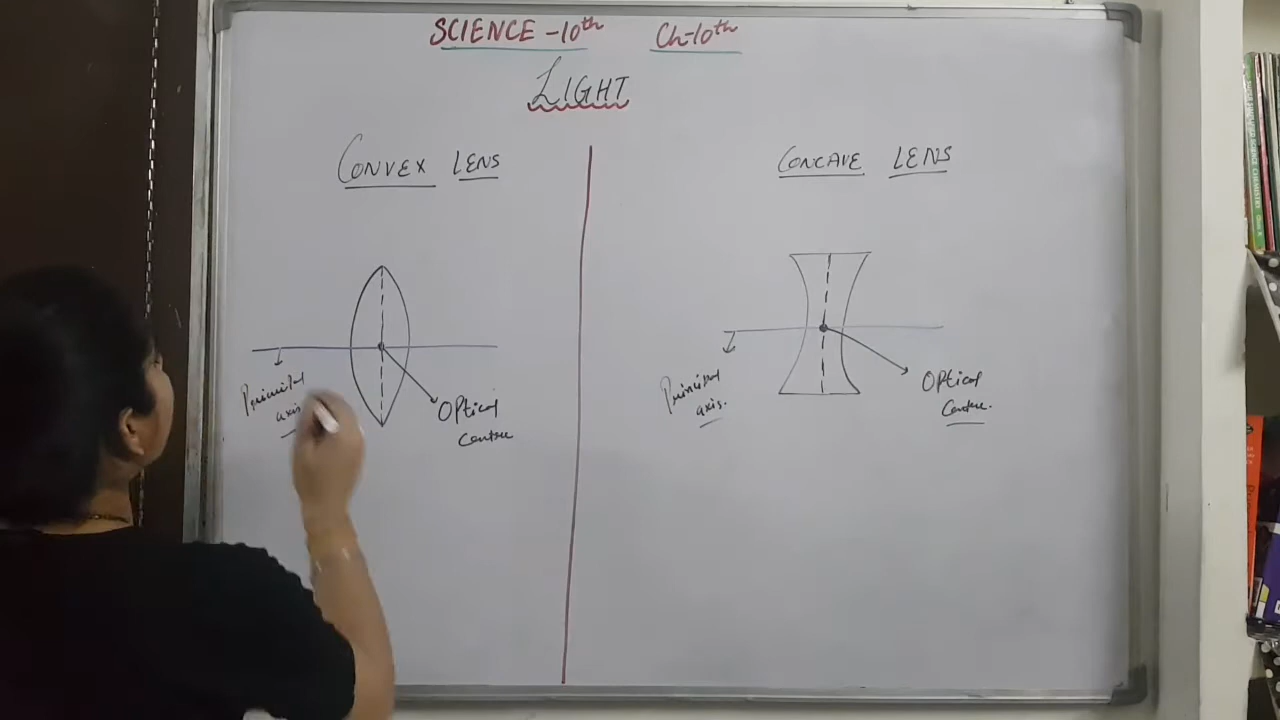 SCIENCE - 10th Ch-10th
LIGHT
CONVEX LENS
CONCAVE LENS
Principal
axis.
Optical
Centre
Principal
axis.
Optical
Centre.